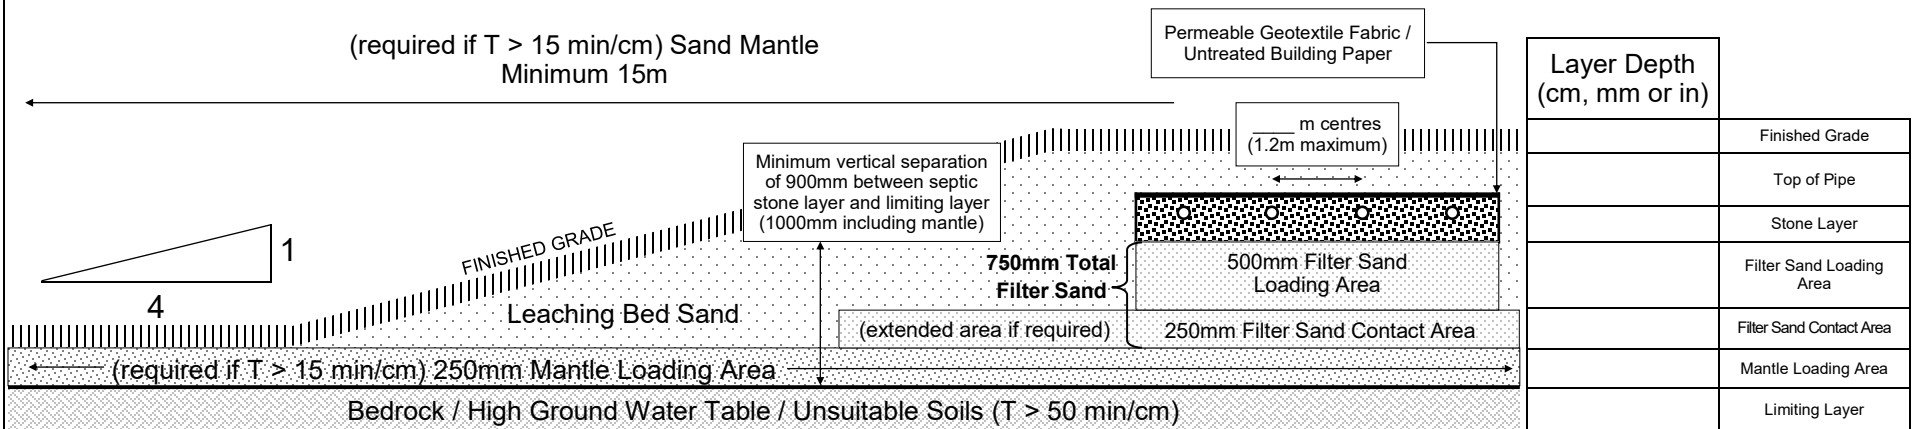 (required if T > 15 min/cm) Sand Mantle
Minimum 15m
Permeable Geotextile Fabric /
Untreated Building Paper
____ m centres
(1.2m maximum)
Minimum vertical separation
of 900mm between septic
stone layer and limiting layer
(1000mm including mantle)
1
4
FINISHED GRADE
Leaching Bed Sand
750mm Total
Filter Sand
500mm Filter Sand
Loading Area
(extended area if required)
250mm Filter Sand Contact Area
(required if T > 15 min/cm) 250mm Mantle Loading Area
Bedrock / High Ground Water Table / Unsuitable Soils (T > 50 min/cm)
Layer Depth
(cm, mm or in)
Finished Grade
Top of Pipe
Stone Layer
Filter Sand Loading
Area
Filter Sand Contact Area
Mantle Loading Area
Limiting Layer